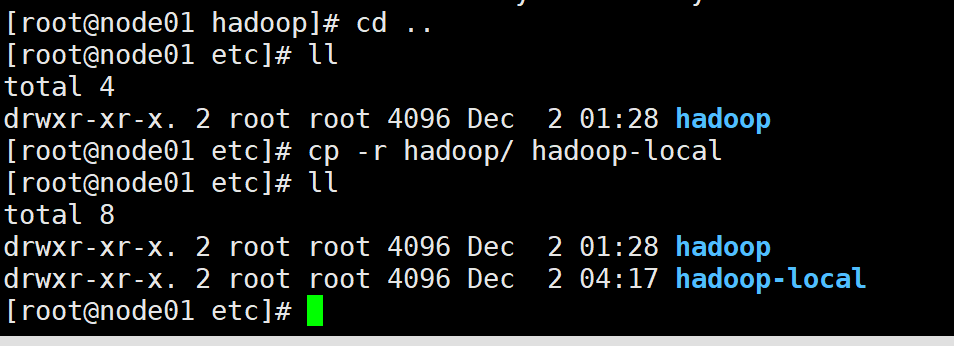 [root@node01 hadoop]# cd ..
[root@node01 etc]# ll
total 4
drwxr-xr-x. 2 root root 4096 Dec  2 01:28 hadoop
[root@node01 etc]# cp -r hadoop/ hadoop-local
[root@node01 etc]# ll
total 8
drwxr-xr-x. 2 root root 4096 Dec  2 01:28 hadoop
drwxr-xr-x. 2 root root 4096 Dec  2 04:17 hadoop-local
[root@node01 etc]#